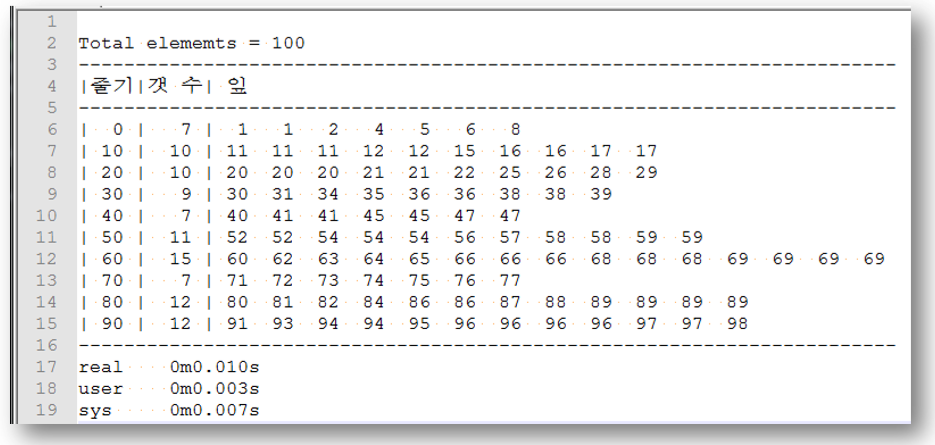 1
2 Total elememts = 100
3 ------------------------------------------------------------------------
4 |줄기|갯 수| 잎
5 ------------------------------------------------------------------------
6 |  0 |   7 |  1   1   2   4   5   6   8
7 | 10 |  10 | 11  11  11  12  12  15  16  16  17  17
8 | 20 |  10 | 20  20  20  21  21  22  25  26  28  29
9 | 30 |   9 | 30  31  34  35  36  36  38  38  39
10 | 40 |   7 | 40  41  41  45  45  47  47
11 | 50 |  11 | 52  52  54  54  54  56  57  58  58  59  59
12 | 60 |  15 | 60  62  63  64  65  66  66  66  68  68  68  69  69  69  69
13 | 70 |   7 | 71  72  73  74  75  76  77
14 | 80 |  12 | 80  81  82  84  86  86  87  88  89  89  89  89
15 | 90 |  12 | 91  93  94  94  95  96  96  96  96  97  97  98
16 ------------------------------------------------------------------------
17 real    0m0.010s
18 user    0m0.003s
19 sys     0m0.007s